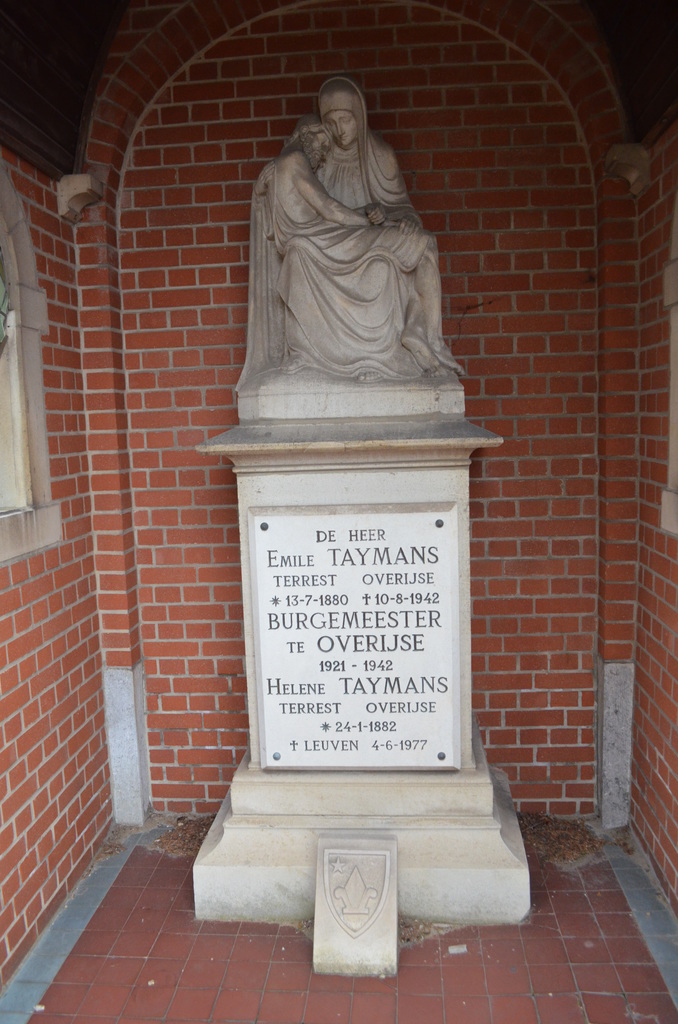 DE HEER
EMILE TAYMANS
TERREST OVERIJSE
* 13-7-1880 † 10-8-1942
BURGEMEESTER
TE OVERIJSE
1921 - 1942
HELENE TAYMANS
TERREST OVERIJSE
* 24-1-1882
† LEUVEN 4-6-1977